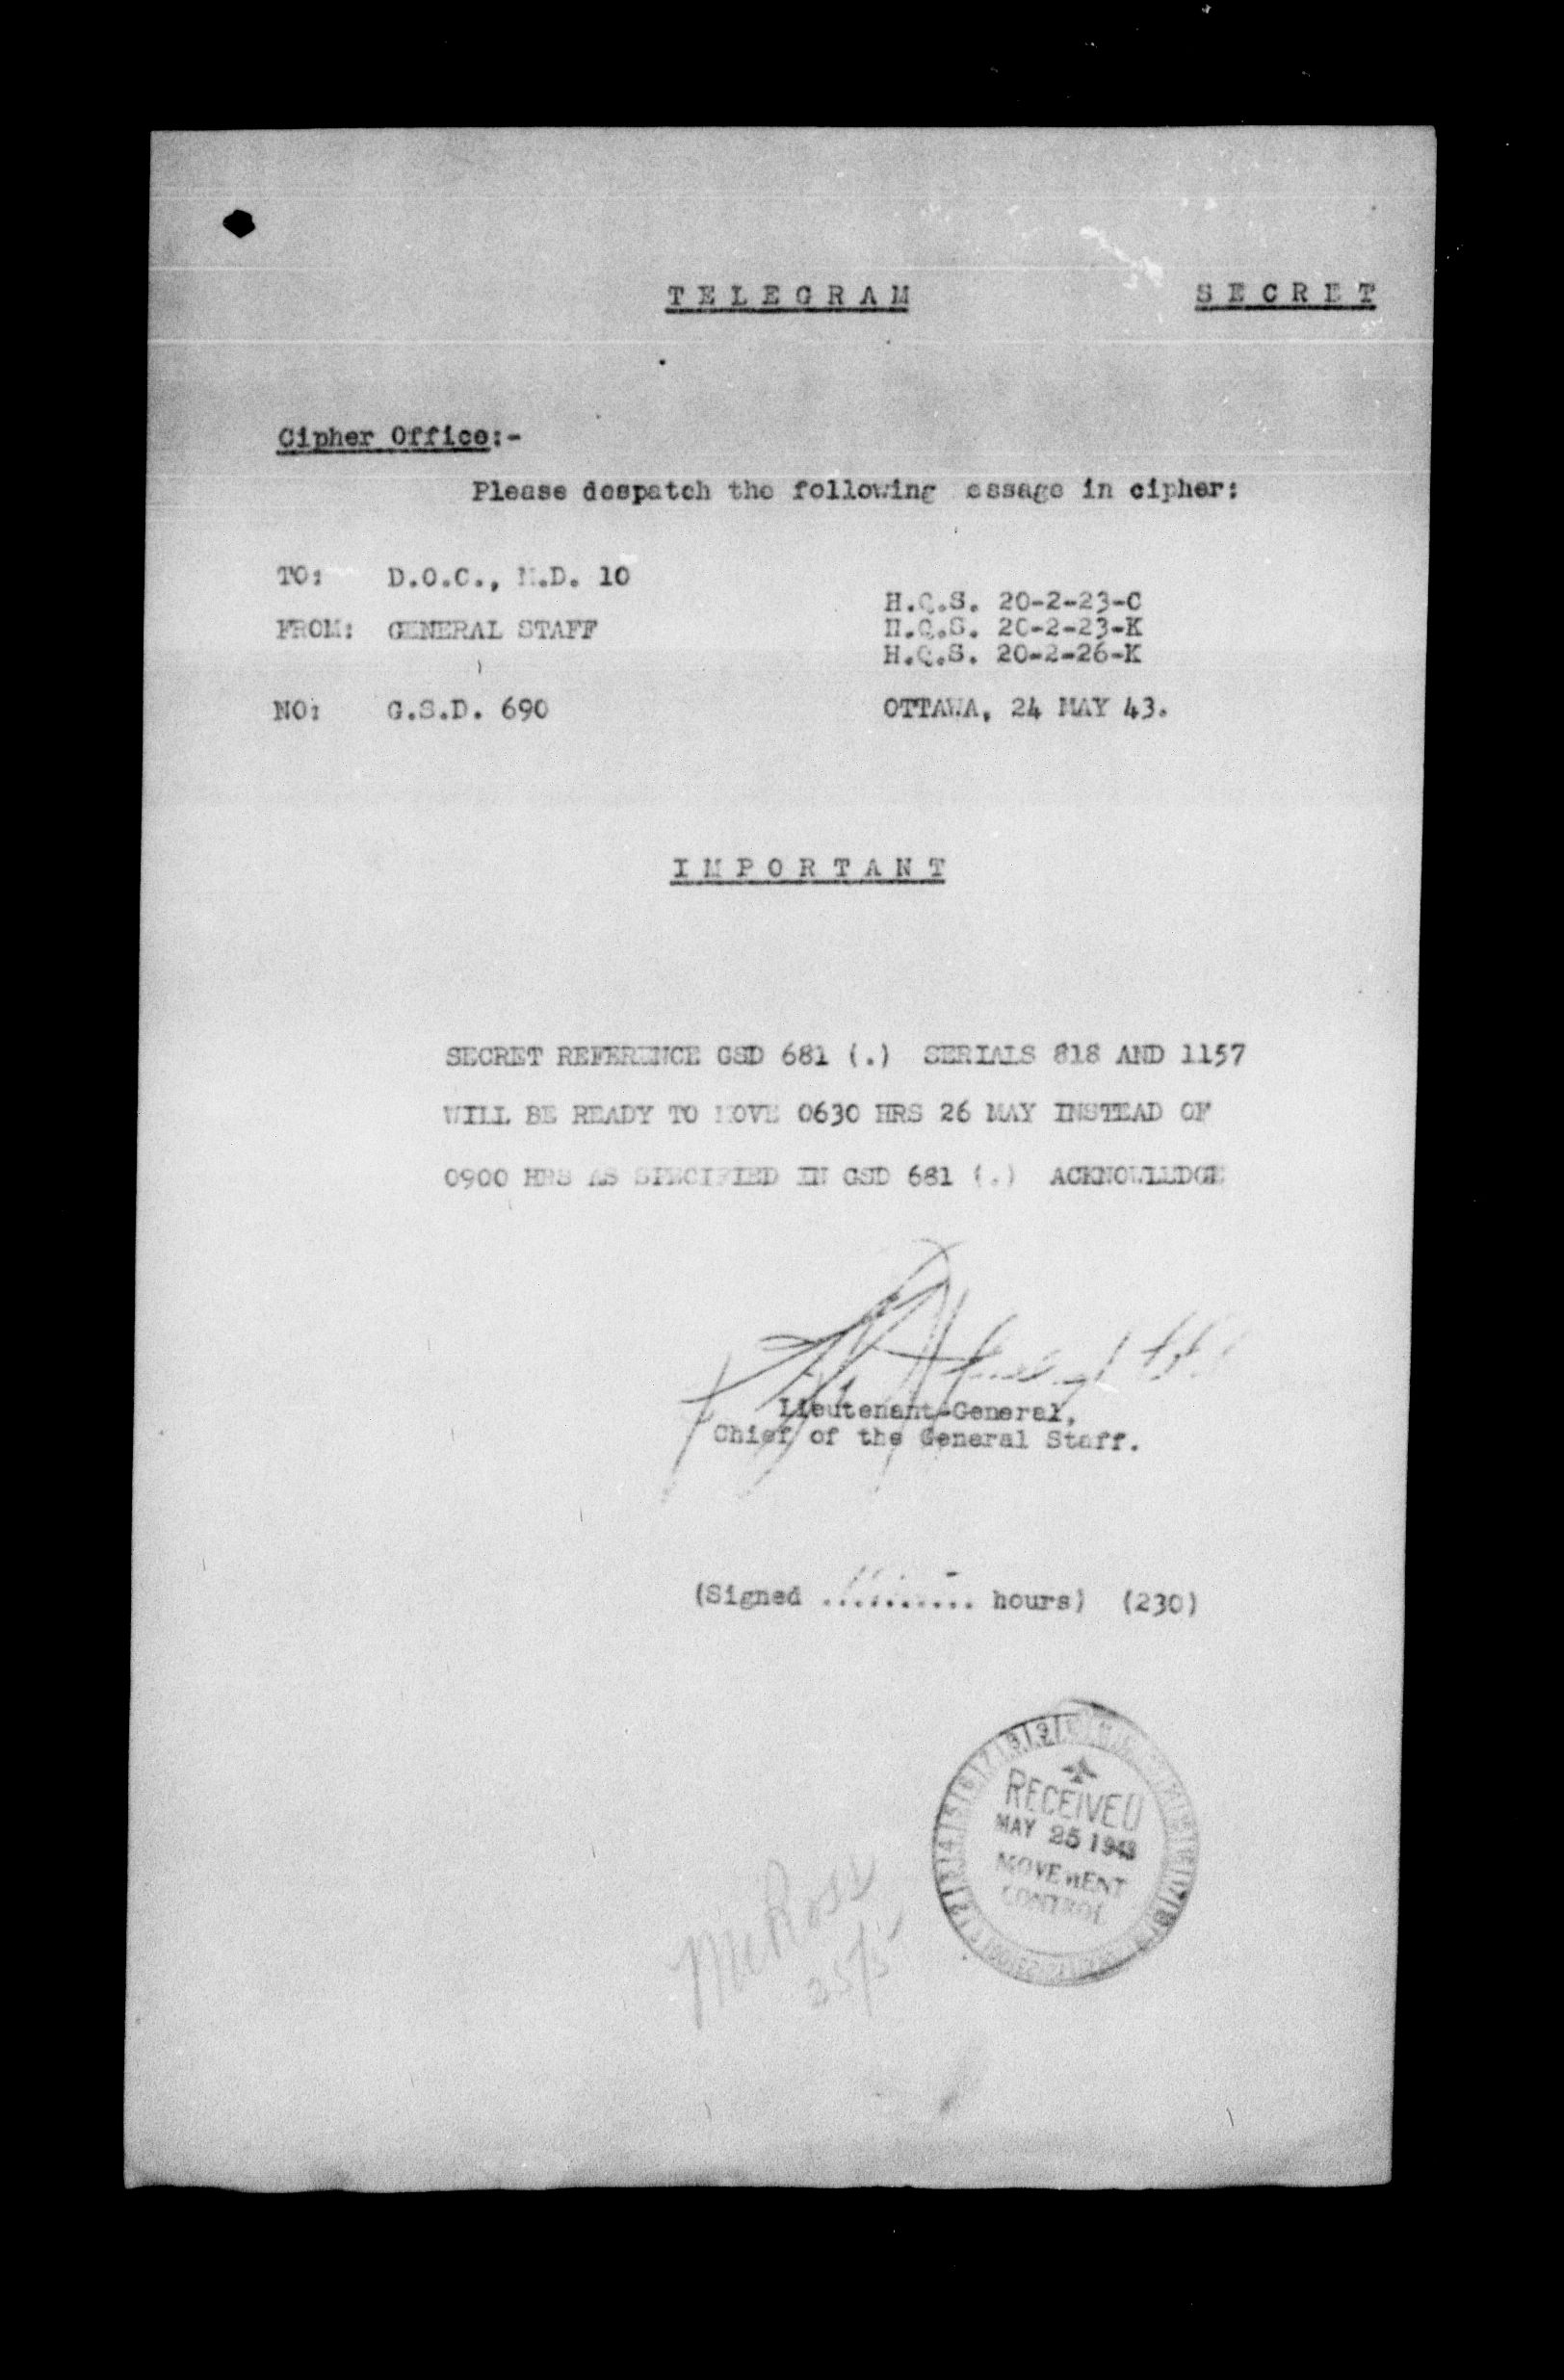 T E L E G R A M
S E C R E T
Cipher Office:-
Please despatch the following essage in cipher:
TO: D.O.C., M.D. 10
H.Q.S. 20-2-23-C
FROM: GENERAL STAFF
H.Q.S. 20-2-23-K
H.Q.S. 20-2-26-K
NO: G.S.D. 690
OTTAWA, 24 MAY 43.
I M P O R T A N T
SECRET REFERENCE GSD 681 (.) SERIALS 818 AND 1157
WILL BE READY TO MOVE 0630 HRS 26 MAY INSTEAD OF
0900 HRS AS SPECIFIED IN GSD 681 (.) ACKNOWLEDGE
Lieutenant-General,
Chief of the General Staff.
(Signed .......... hours) (230)
RECEIVED
MAY 25 1943
MOVEMENT
CONTROL
25/5